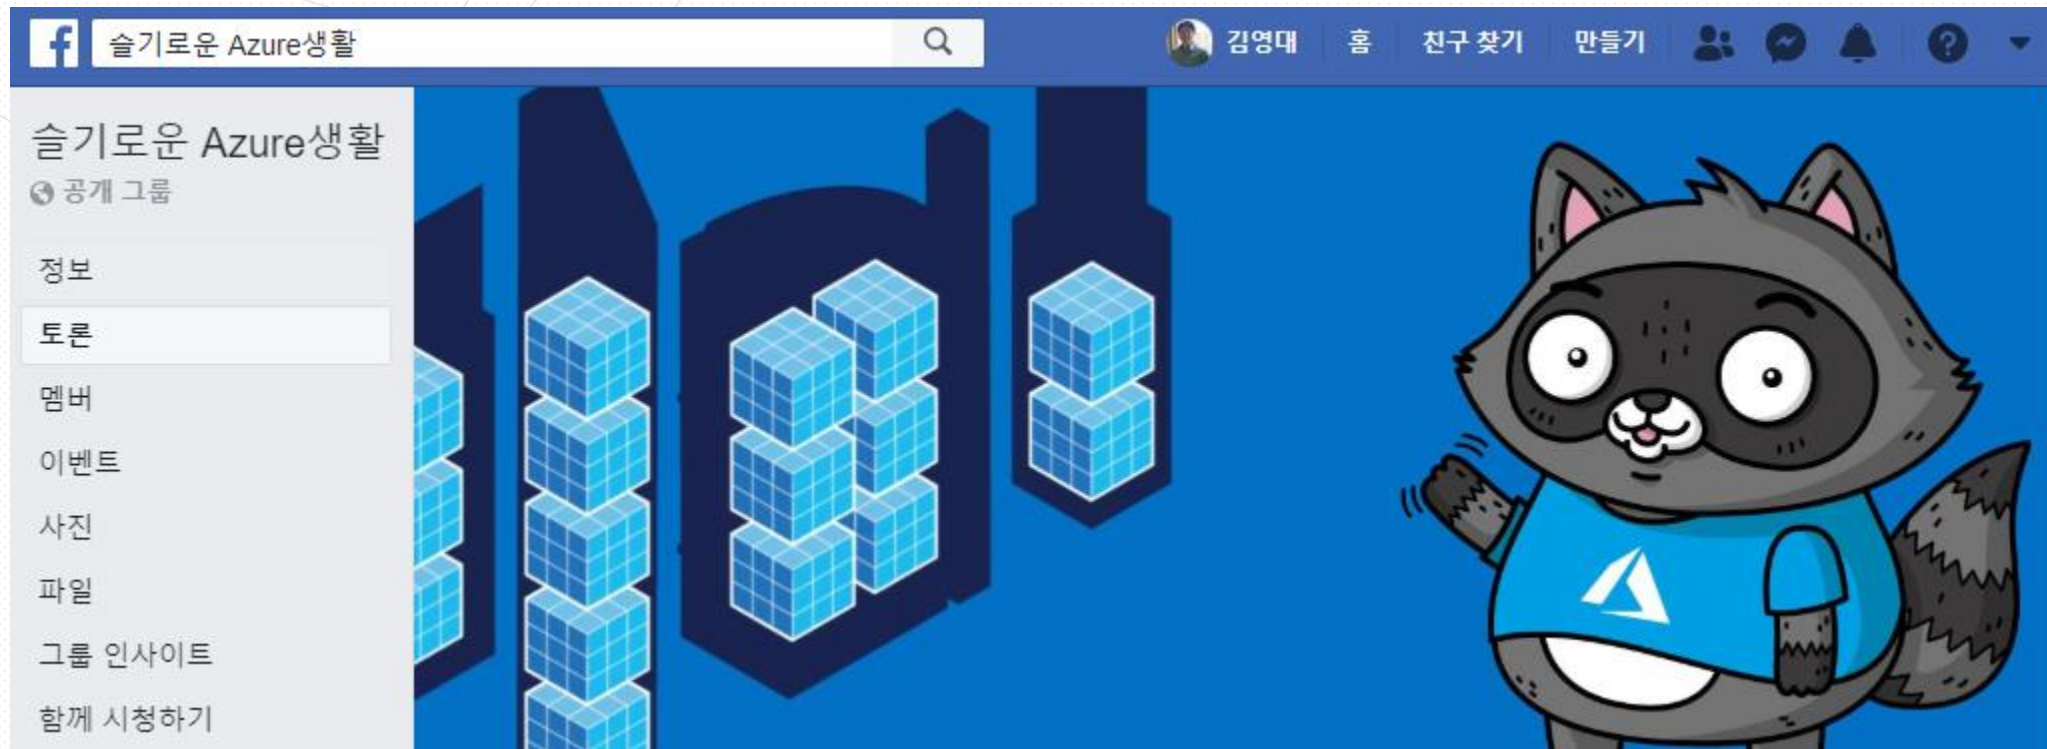 슬기로운 Azure생활
김영대 홈 친구 찾기 만들기
슬기로운 Azure생활
공개 그룹
정보
토론
멤버
이벤트
사진
파일
그룹 인사이트
함께 시청하기